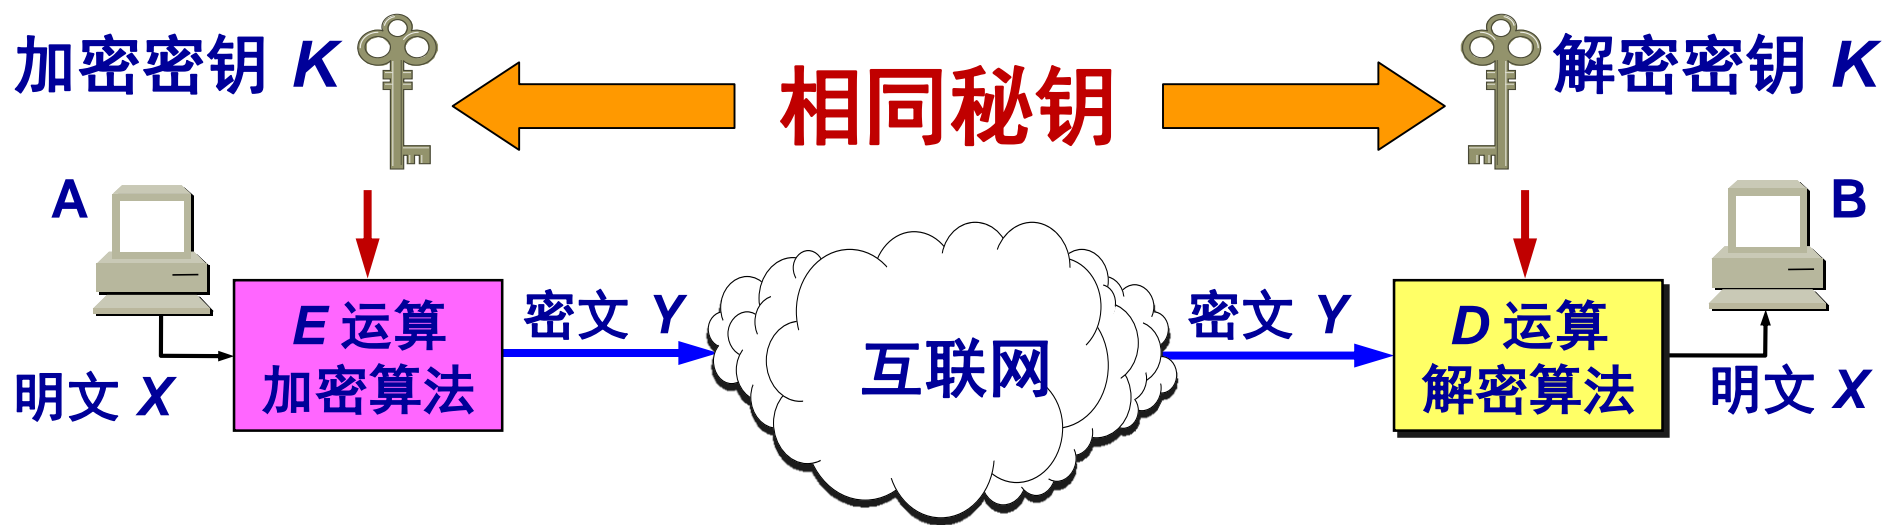 加密密钥 K
相同秘钥
解密密钥 K
A
B
E 运算
加密算法
密文 Y
互联网
密文 Y
D 运算
解密算法
明文 X
明文 X